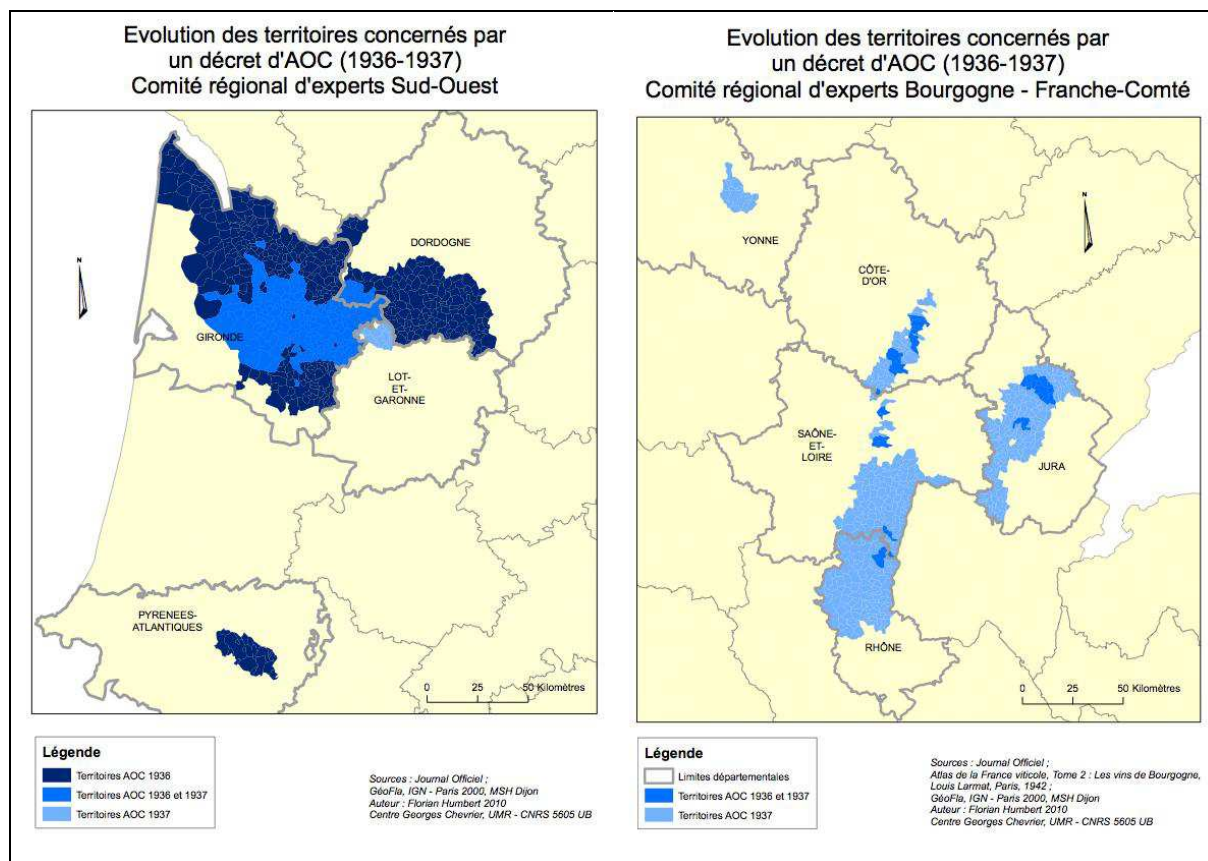 Evolution des territoires concernés par
un décret d'AOC (1936-1937)
Comité régional d'experts Sud-Ouest
N
DORDOGNE
GIRONDE
LOT-
ET-
GARONNE
PYRENEES-
ATLANTIQUES
0 25 50 Kilomètres
Légende
Territoires AOC 1936
Territoires AOC 1936 et 1937
Territoires AOC 1937
Sources : Journal Officiel ;
GéoFla, IGN - Paris 2000, MSH Dijon
Auteur : Florian Humbert 2010
Centre Georges Chevrier, UMR - CNRS 5605 UB
Evolution des territoires concernés par
un décret d'AOC (1936-1937)
Comité régional d'experts Bourgogne - Franche-Comté
N
YONNE
CÔTE-
D'OR
SAÔNE-
ET-
LOIRE
JURA
RHÔNE
0 25 50 Kilomètres
Légende
Limites départementales
Territoires AOC 1936 et 1937
Territoires AOC 1937
Sources : Journal Officiel ;
Atlas de la France viticole, Tome 2 : Les vins de Bourgogne,
Louis Larmat, Paris, 1942 ;
GéoFla, IGN - Paris 2000, MSH Dijon
Auteur : Florian Humbert 2010
Centre Georges Chevrier, UMR - CNRS 5605 UB